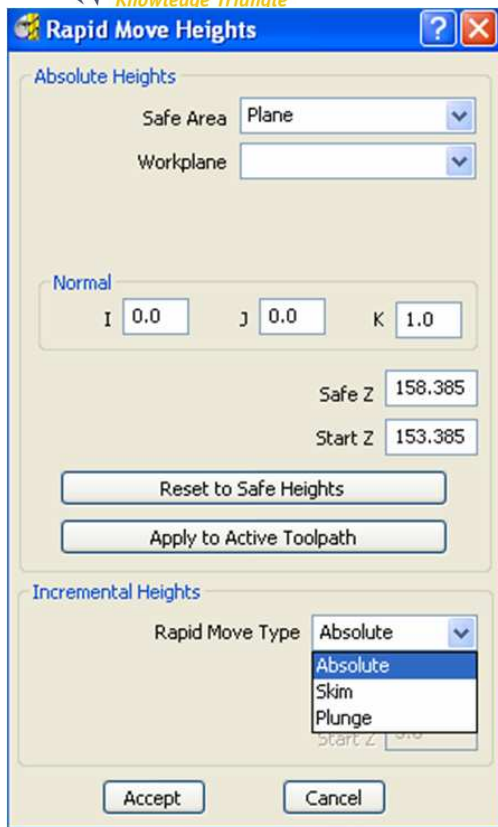 Knowledge Triangle
Rapid Move Heights
Absolute Heights
Safe Area Plane
Workplane
Normal
I 0.0 J 0.0 K 1.0
Safe Z 158.385
Start Z 153.385
Reset to Safe Heights
Apply to Active Toolpath
Incremental Heights
Rapid Move Type Absolute
Absolute
Skim
Plunge
Start Z
Accept Cancel